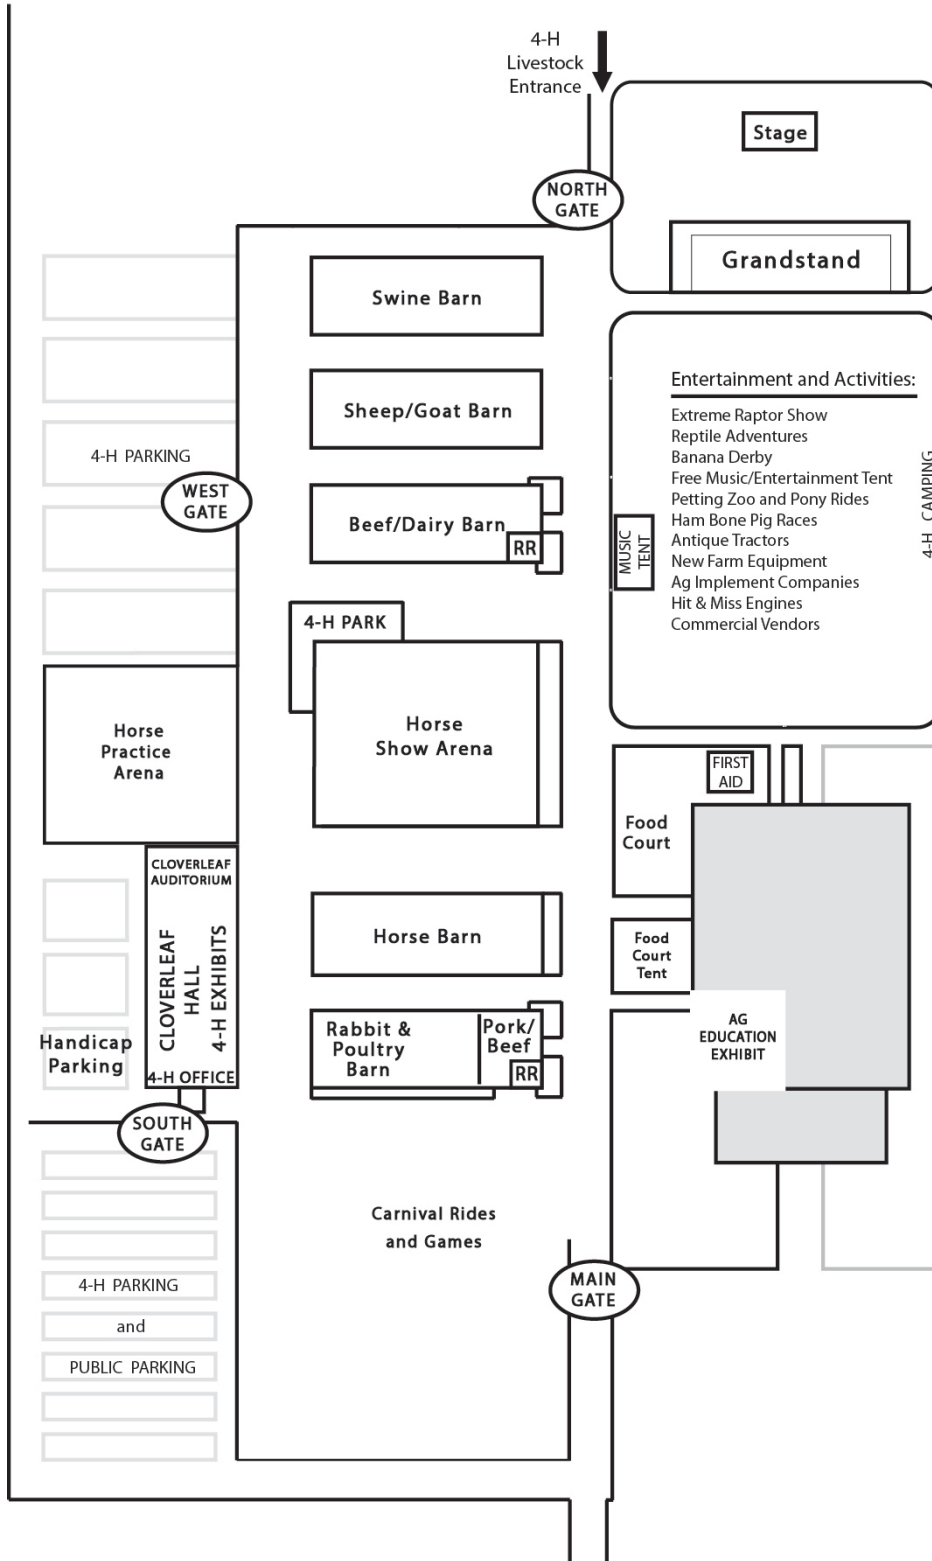 4-H
Livestock
Entrance
Stage
NORTH
GATE
Grandstand
Swine Barn
Entertainment and Activities:
Extreme Raptor Show
Reptile Adventures
Banana Derby
Free Music/Entertainment Tent
Petting Zoo and Pony Rides
Ham Bone Pig Races
Antique Tractors
New Farm Equipment
Ag Implement Companies
Hit & Miss Engines
Commercial Vendors
4-H CAMPING
MUSIC
TENT
Sheep/Goat Barn
4-H PARKING
WEST
GATE
Beef/Dairy Barn
RR
4-H PARK
Horse
Show Arena
Horse
Practice
Arena
FIRST
AID
Food
Court
CLOVERLEAF
AUDITORIUM
CLOVERLEAF
HALL
4-H EXHIBITS
4-H OFFICE
Horse Barn
Food
Court
Tent
Handicap
Parking
Rabbit &
Poultry
Barn
Pork/
Beef
RR
AG
EDUCATION
EXHIBIT
SOUTH
GATE
Carnival Rides
and Games
MAIN
GATE
4-H PARKING
and
PUBLIC PARKING